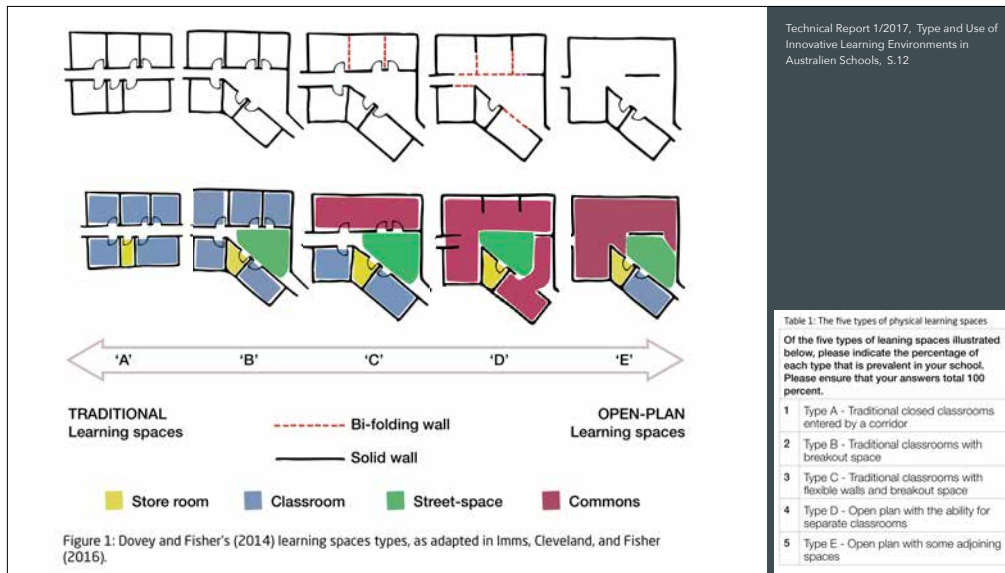 Technical Report 1/2017, Type and Use of
Innovative Learning Environments in
Australien Schools, S.12
'A' 'B' 'C' 'D' 'E'
TRADITIONAL
Learning spaces
OPEN-PLAN
Learning spaces
Bi-folding wall
Solid wall
Store room Classroom Street-space Commons
Figure 1: Dovey and Fisher's (2014) learning spaces types, as adapted in Imms, Cleveland, and Fisher
(2016).
Table 1: The five types of physical learning spaces
Of the five types of leaning spaces illustrated
below, please indicate the percentage of
each type that is prevalent in your school.
Please ensure that your answers total 100
percent.
1 Type A - Traditional closed classrooms
entered by a corridor
2 Type B - Traditional classrooms with
breakout space
3 Type C - Traditional classrooms with
flexible walls and breakout space
4 Type D - Open plan with the ability for
separate classrooms
5 Type E - Open plan with some adjoining
spaces